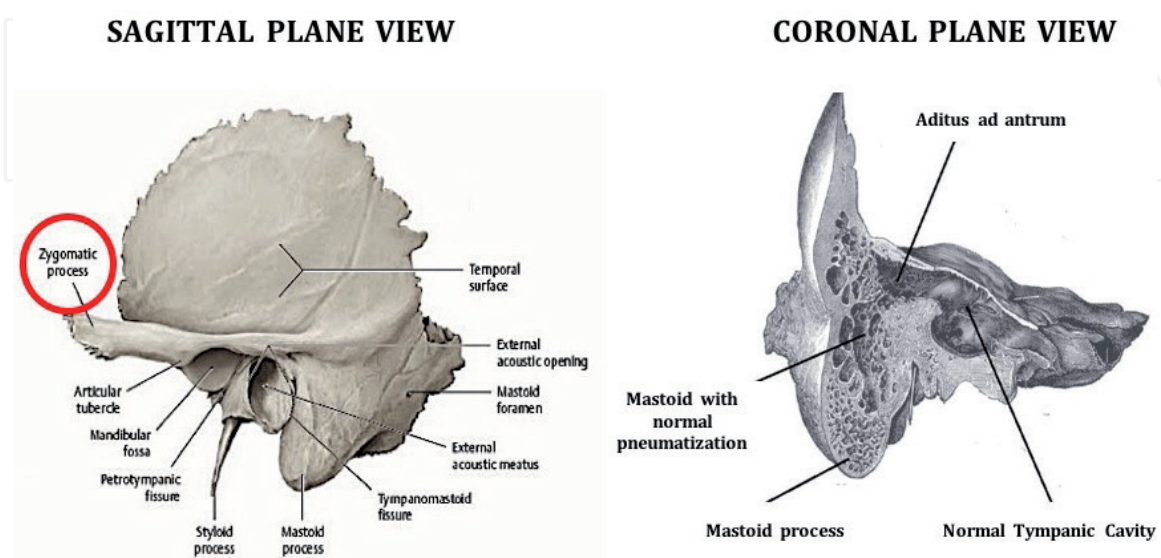 SAGITTAL PLANE VIEW
CORONAL PLANE VIEW
Zygomatic
process
Temporal
surface
External
acoustic opening
Articular
tubercle
Mastoid
foramen
Mandibular
fossa
External
acoustic meatus
Petrotympanic
fissure
Tympanomastoid
fissure
Styloid
process
Mastoid
process
Aditus ad antrum
Mastoid with
normal
pneumatization
Mastoid process
Normal Tympanic Cavity